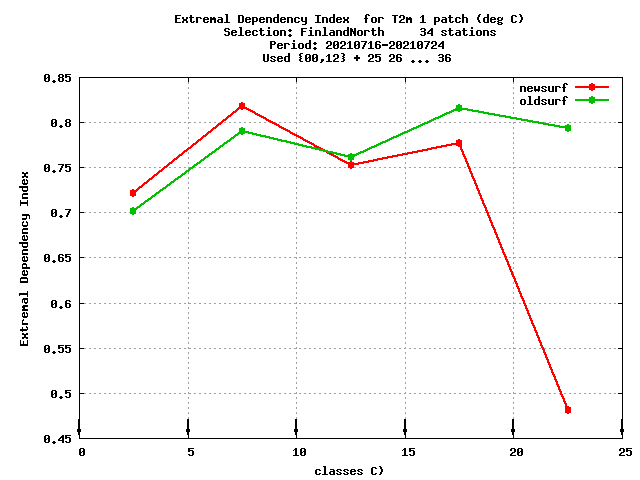 Extremal Dependency Index  for T2m 1 patch (deg C)
Selection: FinlandNorth     34 stations
Period: 20210716-20210724
Used {00,12} + 25 26 ... 36
newsurf
oldsurf
Extremal Dependency Index
0.85
0.8
0.75
0.7
0.65
0.6
0.55
0.5
0.45
0 5 10 15 20 25
classes C)